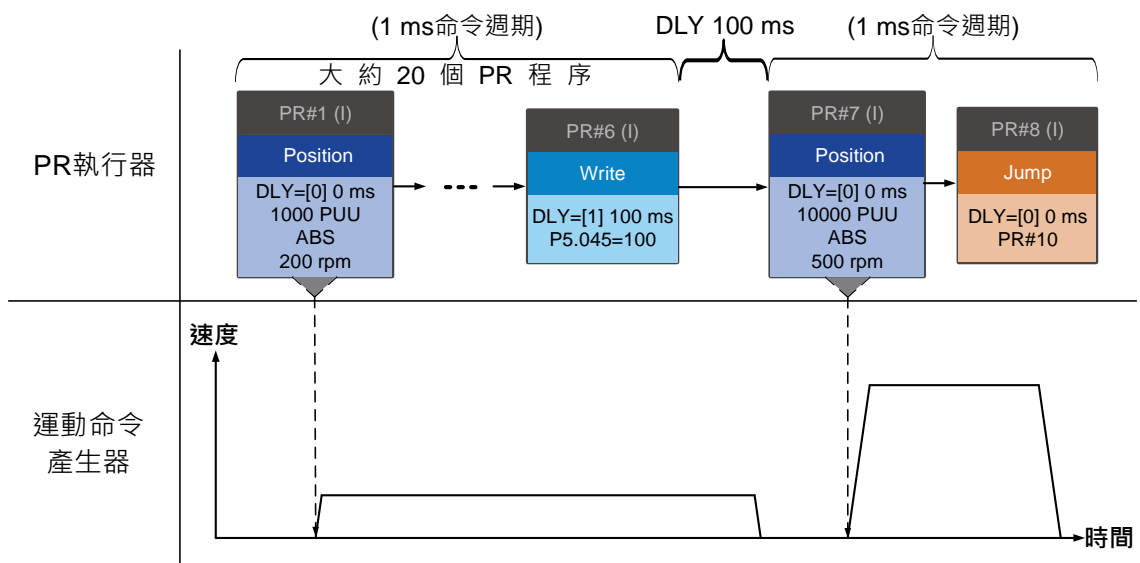 (1 ms命令週期)
DLY 100 ms
(1 ms命令週期)
大 約 20 個 PR 程 序
PR執行器
PR#1 (I)
Position
DLY=[0] 0 ms
1000 PUU
ABS
200 rpm
PR#6 (I)
Write
DLY=[1] 100 ms
P5.045=100
PR#7 (I)
Position
DLY=[0] 0 ms
10000 PUU
ABS
500 rpm
PR#8 (I)
Jump
DLY=[0] 0 ms
PR#10
速度
運動命令
產生器
時間